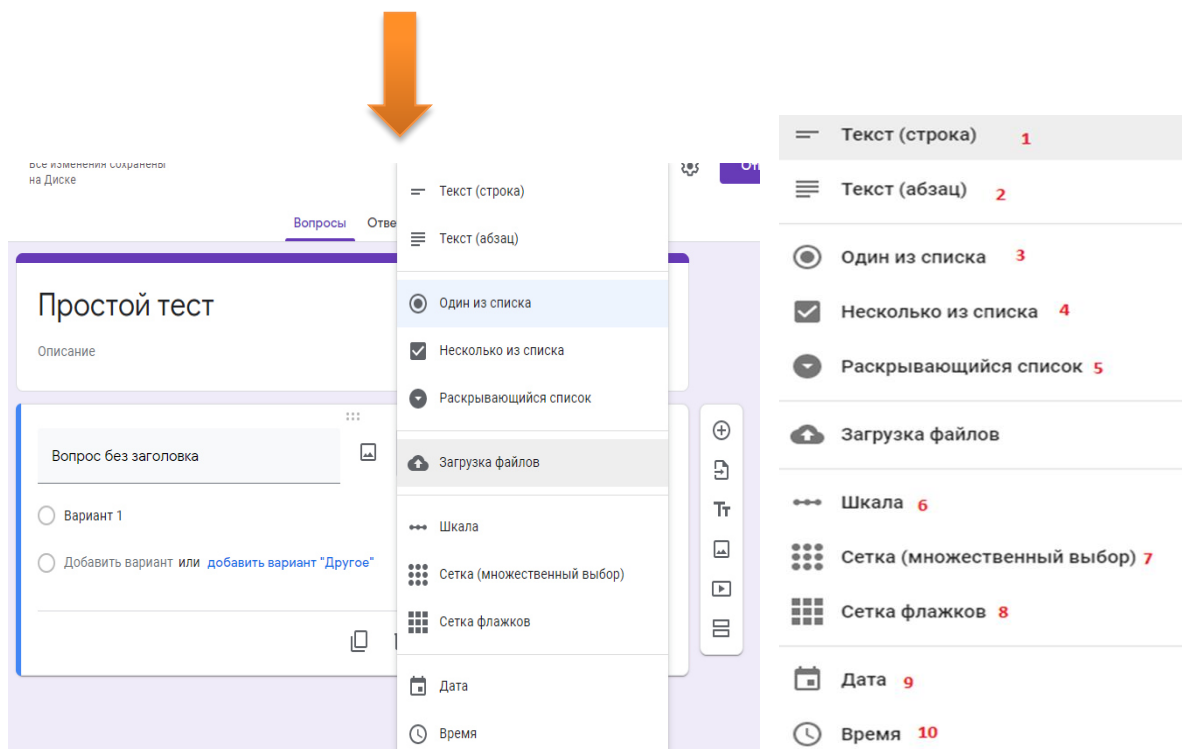 Все изменения сохранены
на Диске
Вопросы Отве
Простой тест
Описание
Вопрос без заголовка
Вариант 1
Добавить вариант или добавить вариант "Другое"
Текст (строка)
Текст (абзац)
Один из списка
Несколько из списка
Раскрывающийся список
Загрузка файлов
Шкала
Сетка (множественный выбор)
Сетка флажков
Дата
Время
От
Тт
Текст (строка) 1
Текст (абзац) 2
Один из списка 3
Несколько из списка 4
Раскрывающийся список 5
Загрузка файлов
Шкала 6
Сетка (множественный выбор) 7
Сетка флажков 8
Дата 9
Время 10